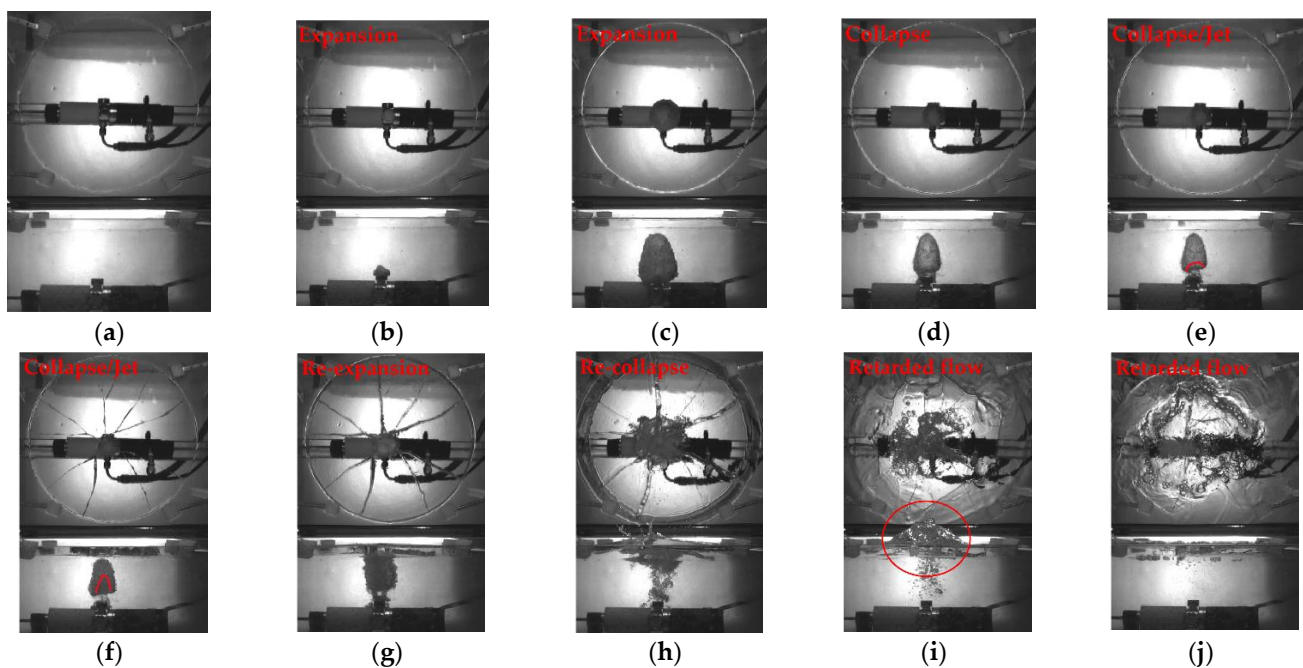 Expansion
Expansion
Collapse
Collapse/Jet
(a)
(b)
(c)
(d)
(e)
Collapse/Jet
Re-expansion
Re-collapse
Retarded flow
Retarded flow
(f)
(g)
(h)
(i)
(j)